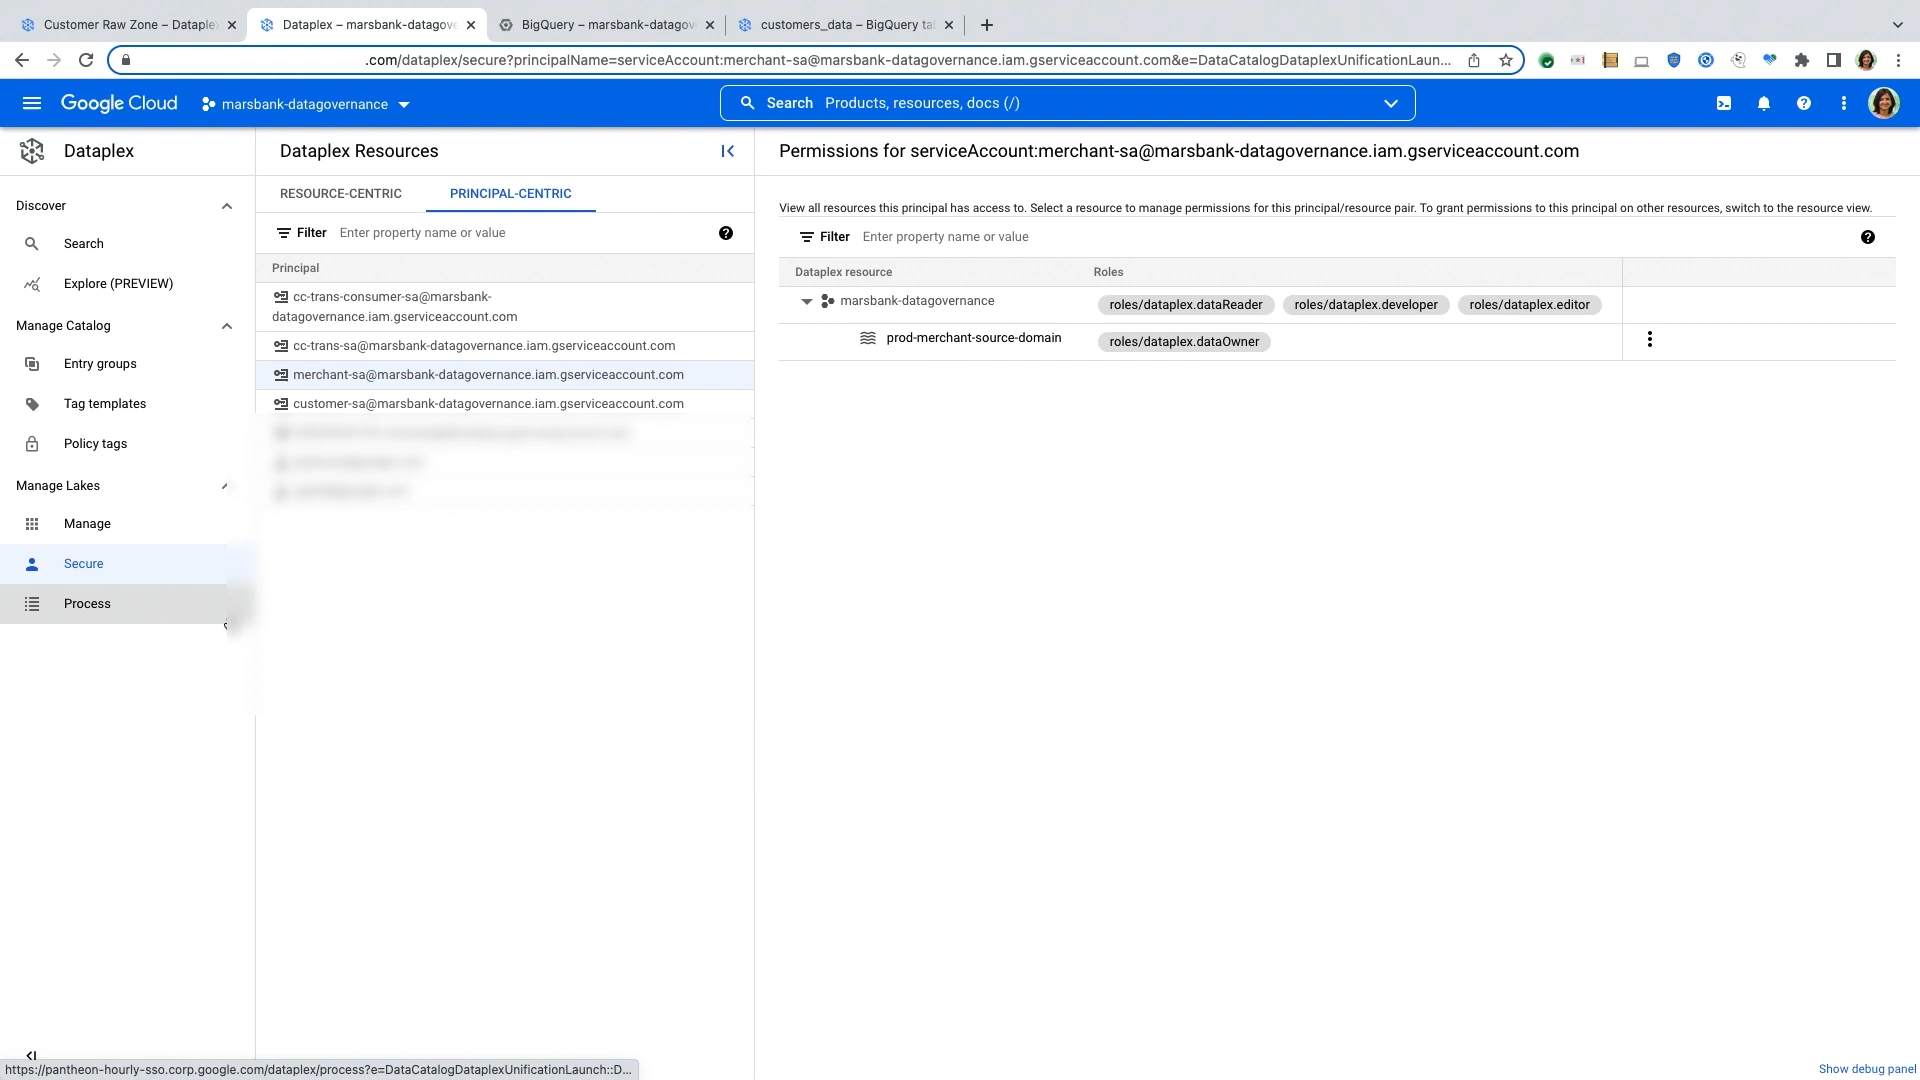 Customer Raw Zone – Dataplex
Dataplex – marsbank-datagove
BigQuery – marsbank-datagov
customers_data – BigQuery ta
.com/dataplex/secure?principalName=serviceAccount:merchant-sa@marsbank-datagovernance.iam.gserviceaccount.com&e=DataCatalogDataplexUnificationLaun...
Google Cloud
marsbank-datagovernance
Search Products, resources, docs (/)
Dataplex
Discover
Search
Explore (PREVIEW)
Manage Catalog
Entry groups
Tag templates
Policy tags
Manage Lakes
Manage
Secure
Process
Dataplex Resources
RESOURCE-CENTRIC
PRINCIPAL-CENTRIC
Filter Enter property name or value
Principal
cc-trans-consumer-sa@marsbank-
datagovernance.iam.gserviceaccount.com
cc-trans-sa@marsbank-datagovernance.iam.gserviceaccount.com
merchant-sa@marsbank-datagovernance.iam.gserviceaccount.com
customer-sa@marsbank-datagovernance.iam.gserviceaccount.com
Permissions for serviceAccount:merchant-sa@marsbank-datagovernance.iam.gserviceaccount.com
View all resources this principal has access to. Select a resource to manage permissions for this principal/resource pair. To grant permissions to this principal on other resources, switch to the resource view.
Filter Enter property name or value
Dataplex resource Roles
marsbank-datagovernance roles/dataplex.dataReader roles/dataplex.developer roles/dataplex.editor
prod-merchant-source-domain roles/dataplex.dataOwner
https://pantheon-hourly-sso.corp.google.com/dataplex/process?e=DataCatalogDataplexUnificationLaunch::D...
Show debug panel